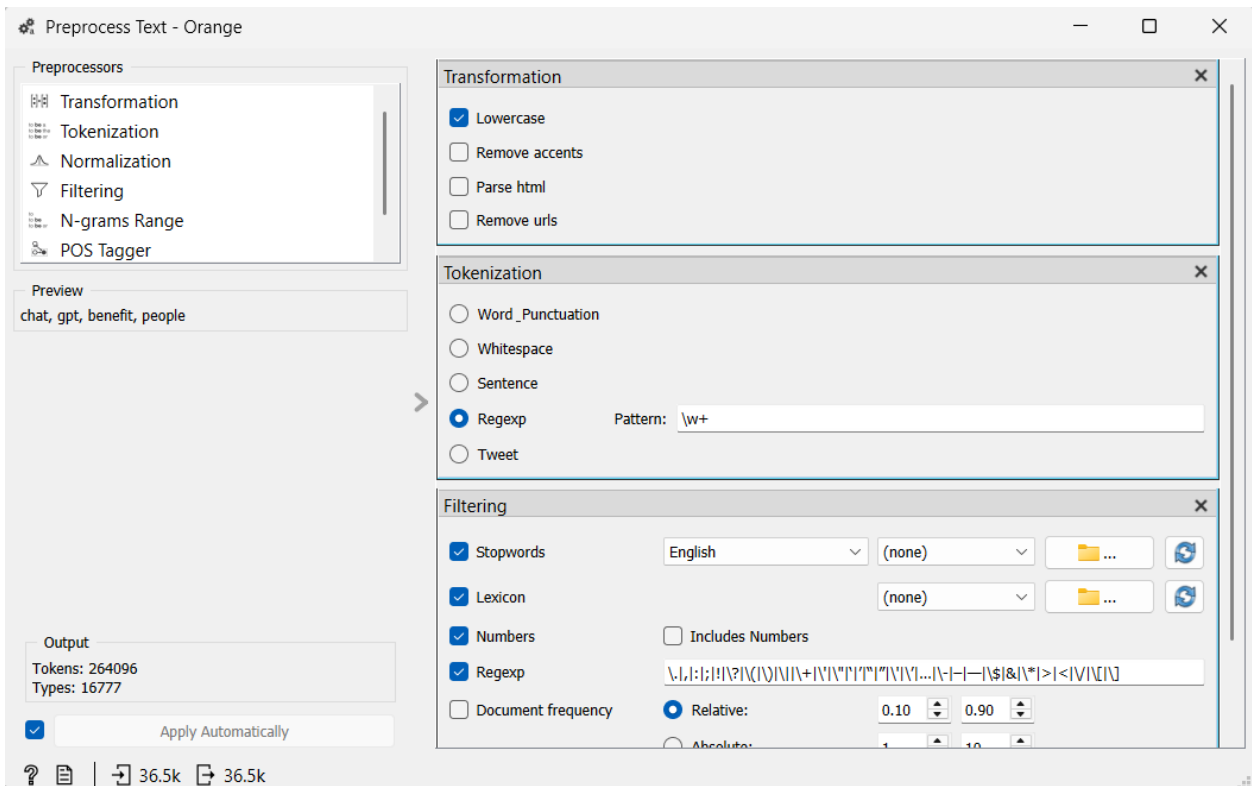 Preprocess Text - Orange
Preprocessors
Transformation
Tokenization
Normalization
Filtering
N-grams Range
POS Tagger
Preview
chat, gpt, benefit, people
Output
Tokens: 264096
Types: 16777
Apply Automatically
36.5k 36.5k
Transformation
Lowercase
Remove accents
Parse html
Remove urls
Tokenization
Word_Punctuation
Whitespace
Sentence
Regexp Pattern: \w+
Tweet
Filtering
Stopwords English (none) ...
Lexicon (none) ...
Numbers Includes Numbers
Regexp \.|,|:|;|!|\?|\(|\)|\||\+|\'|\"|'|'|"|"|'|\'|…|\-|–|—|\$|&|\*|>|<|\/|\[|\]
Document frequency Relative: 0.10 0.90
Absolute: 1 10